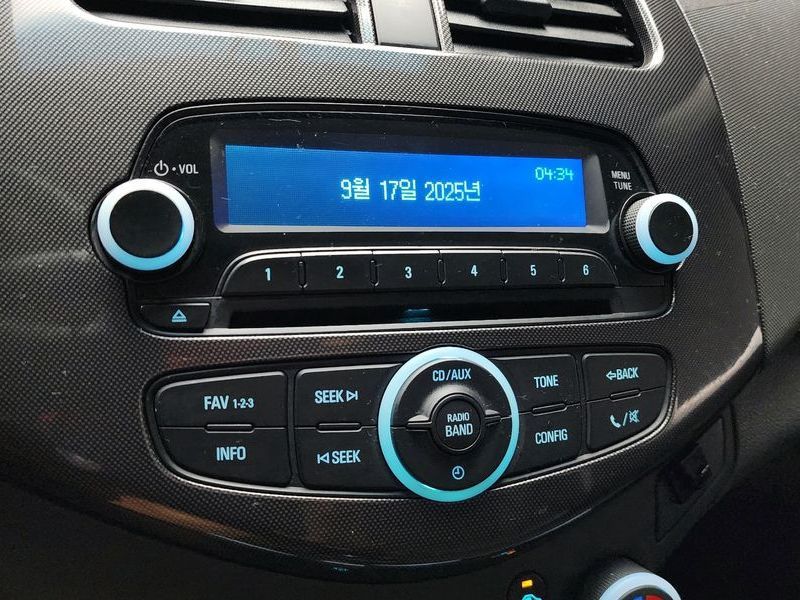 VOL
04:34
MENU
TUNE
9월 17일 2025년
1 2 3 4 5 6
CD/AUX
FAV 1-2-3
SEEK
TONE
BACK
RADIO
BAND
INFO
SEEK
CONFIG
/